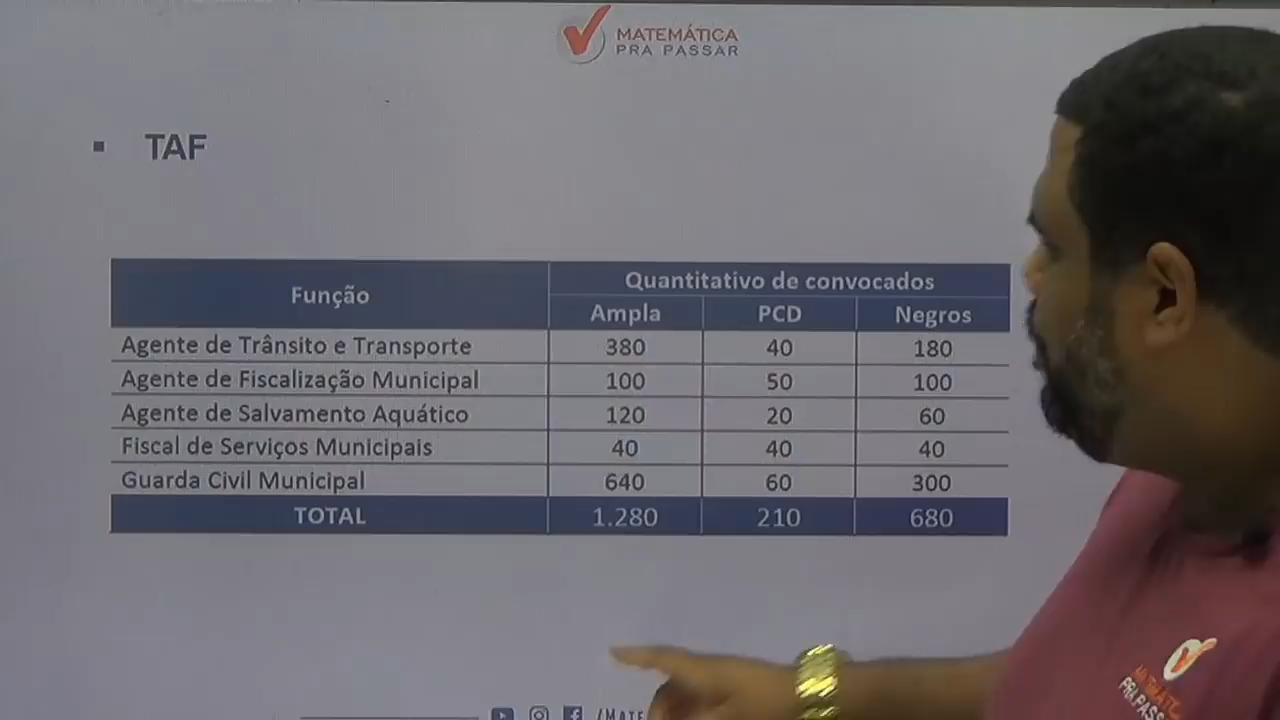 MATEMÁTICA
PRA PASSAR
▪ TAF
Função Quantitativo de convocados
Ampla PCD Negros
Agente de Trânsito e Transporte 380 40 180
Agente de Fiscalização Municipal 100 50 100
Agente de Salvamento Aquático 120 20 60
Fiscal de Serviços Municipais 40 40 40
Guarda Civil Municipal 640 60 300
TOTAL 1.280 210 680
/MATE